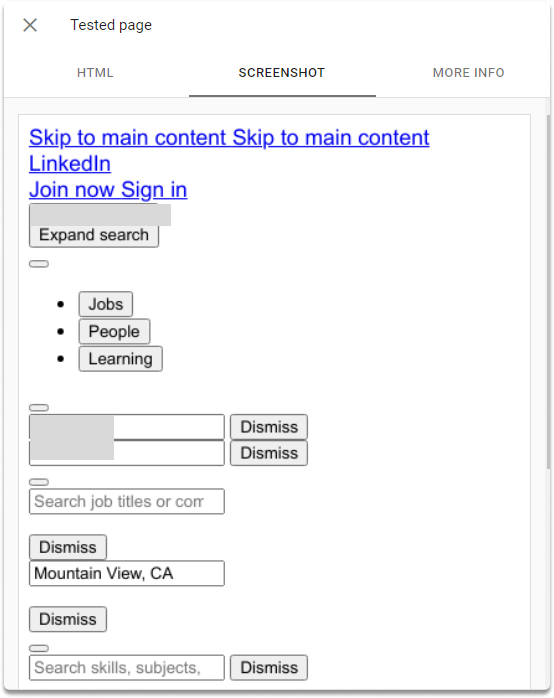 Tested page
HTML SCREENSHOT MORE INFO
Skip to main content Skip to main content
LinkedIn
Join now Sign in
Expand search
Jobs
People
Learning
Dismiss
Dismiss
Search job titles or com
Dismiss
Mountain View, CA
Dismiss
Search skills, subjects, Dismiss